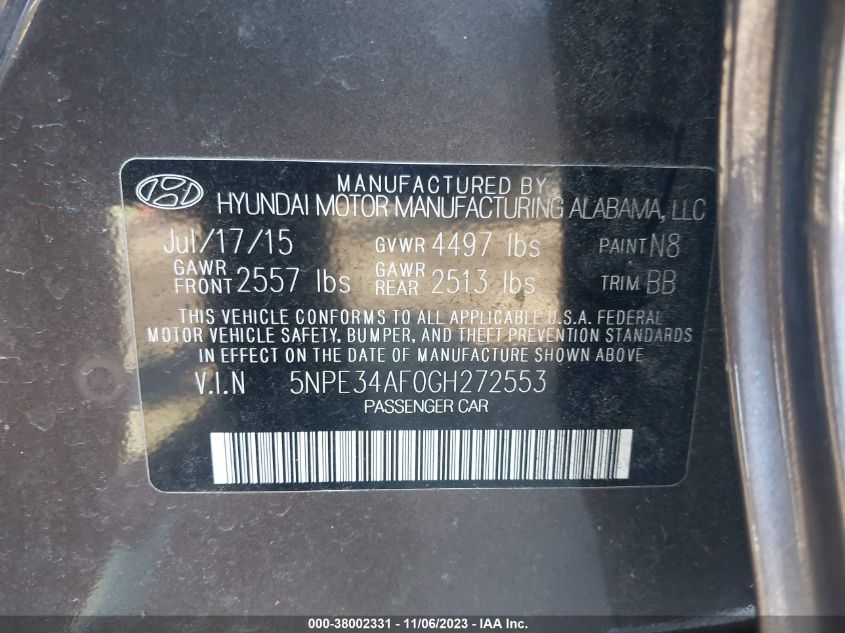 MANUFACTURED BY
HYUNDAI MOTOR MANUFACTURING ALABAMA, LLC
Jul/17/15 GVWR 4497 lbs PAINT N8
GAWR FRONT 2557 lbs GAWR REAR 2513 lbs TRIM BB
THIS VEHICLE CONFORMS TO ALL APPLICABLE U.S.A. FEDERAL
MOTOR VEHICLE SAFETY, BUMPER, AND THEFT PREVENTION STANDARDS
IN EFFECT ON THE DATE OF MANUFACTURE SHOWN ABOVE
V.I.N 5NPE34AF0GH272553
PASSENGER CAR
000-38002331 - 11/06/2023 - IAA Inc.